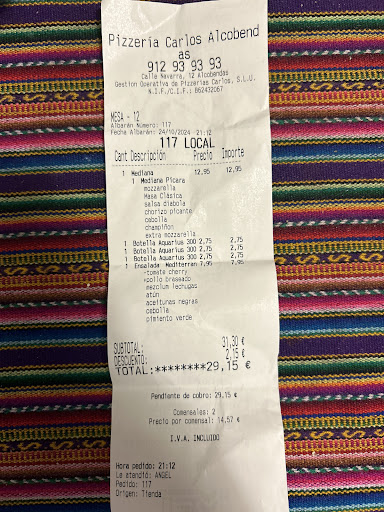 Pizzeria Carlos Alcobend
as
912 93 93 93
Calle Navarra, 12 Alcobendas
Gestion Operativa de Pizzerias Carlos, S.L.U.
N.I.F./C.I.F.: B62432067
MESA - 12
Albarán Número: 117
Fecha Albarán: 24/10/2024 21:12
117 LOCAL
Cant Descripción Precio Importe
1 Mediana 12,95 12,95
1 Mediana Pícara
mozzarella
Masa Clásica
salsa diabola
chorizo picante
cebolla
champiñon
extra mozzarella
1 Botella Aquarius 300 2,75 2,75
1 Botella Aquarius 300 2,75 2,75
1 Botella Aquarius 300 2,75 2,75
1 Ensalada Mediterran 7,95 7,95
-tomate cherry
+pollo braseado
mezclum lechugas
atún
aceitunas negras
cebolla
pimiento verde
SUBTOTAL: 31,30 €
DESCUENTO: 2,15 €
TOTAL:********29,15 €
Pendiente de cobro: 29,15 €
Comensales: 2
Precio por comensal: 14,57 €
I.V.A. INCLUIDO
Hora pedido: 21:12
Le atendió: ANGEL
Pedido: 117
Origen: Tienda